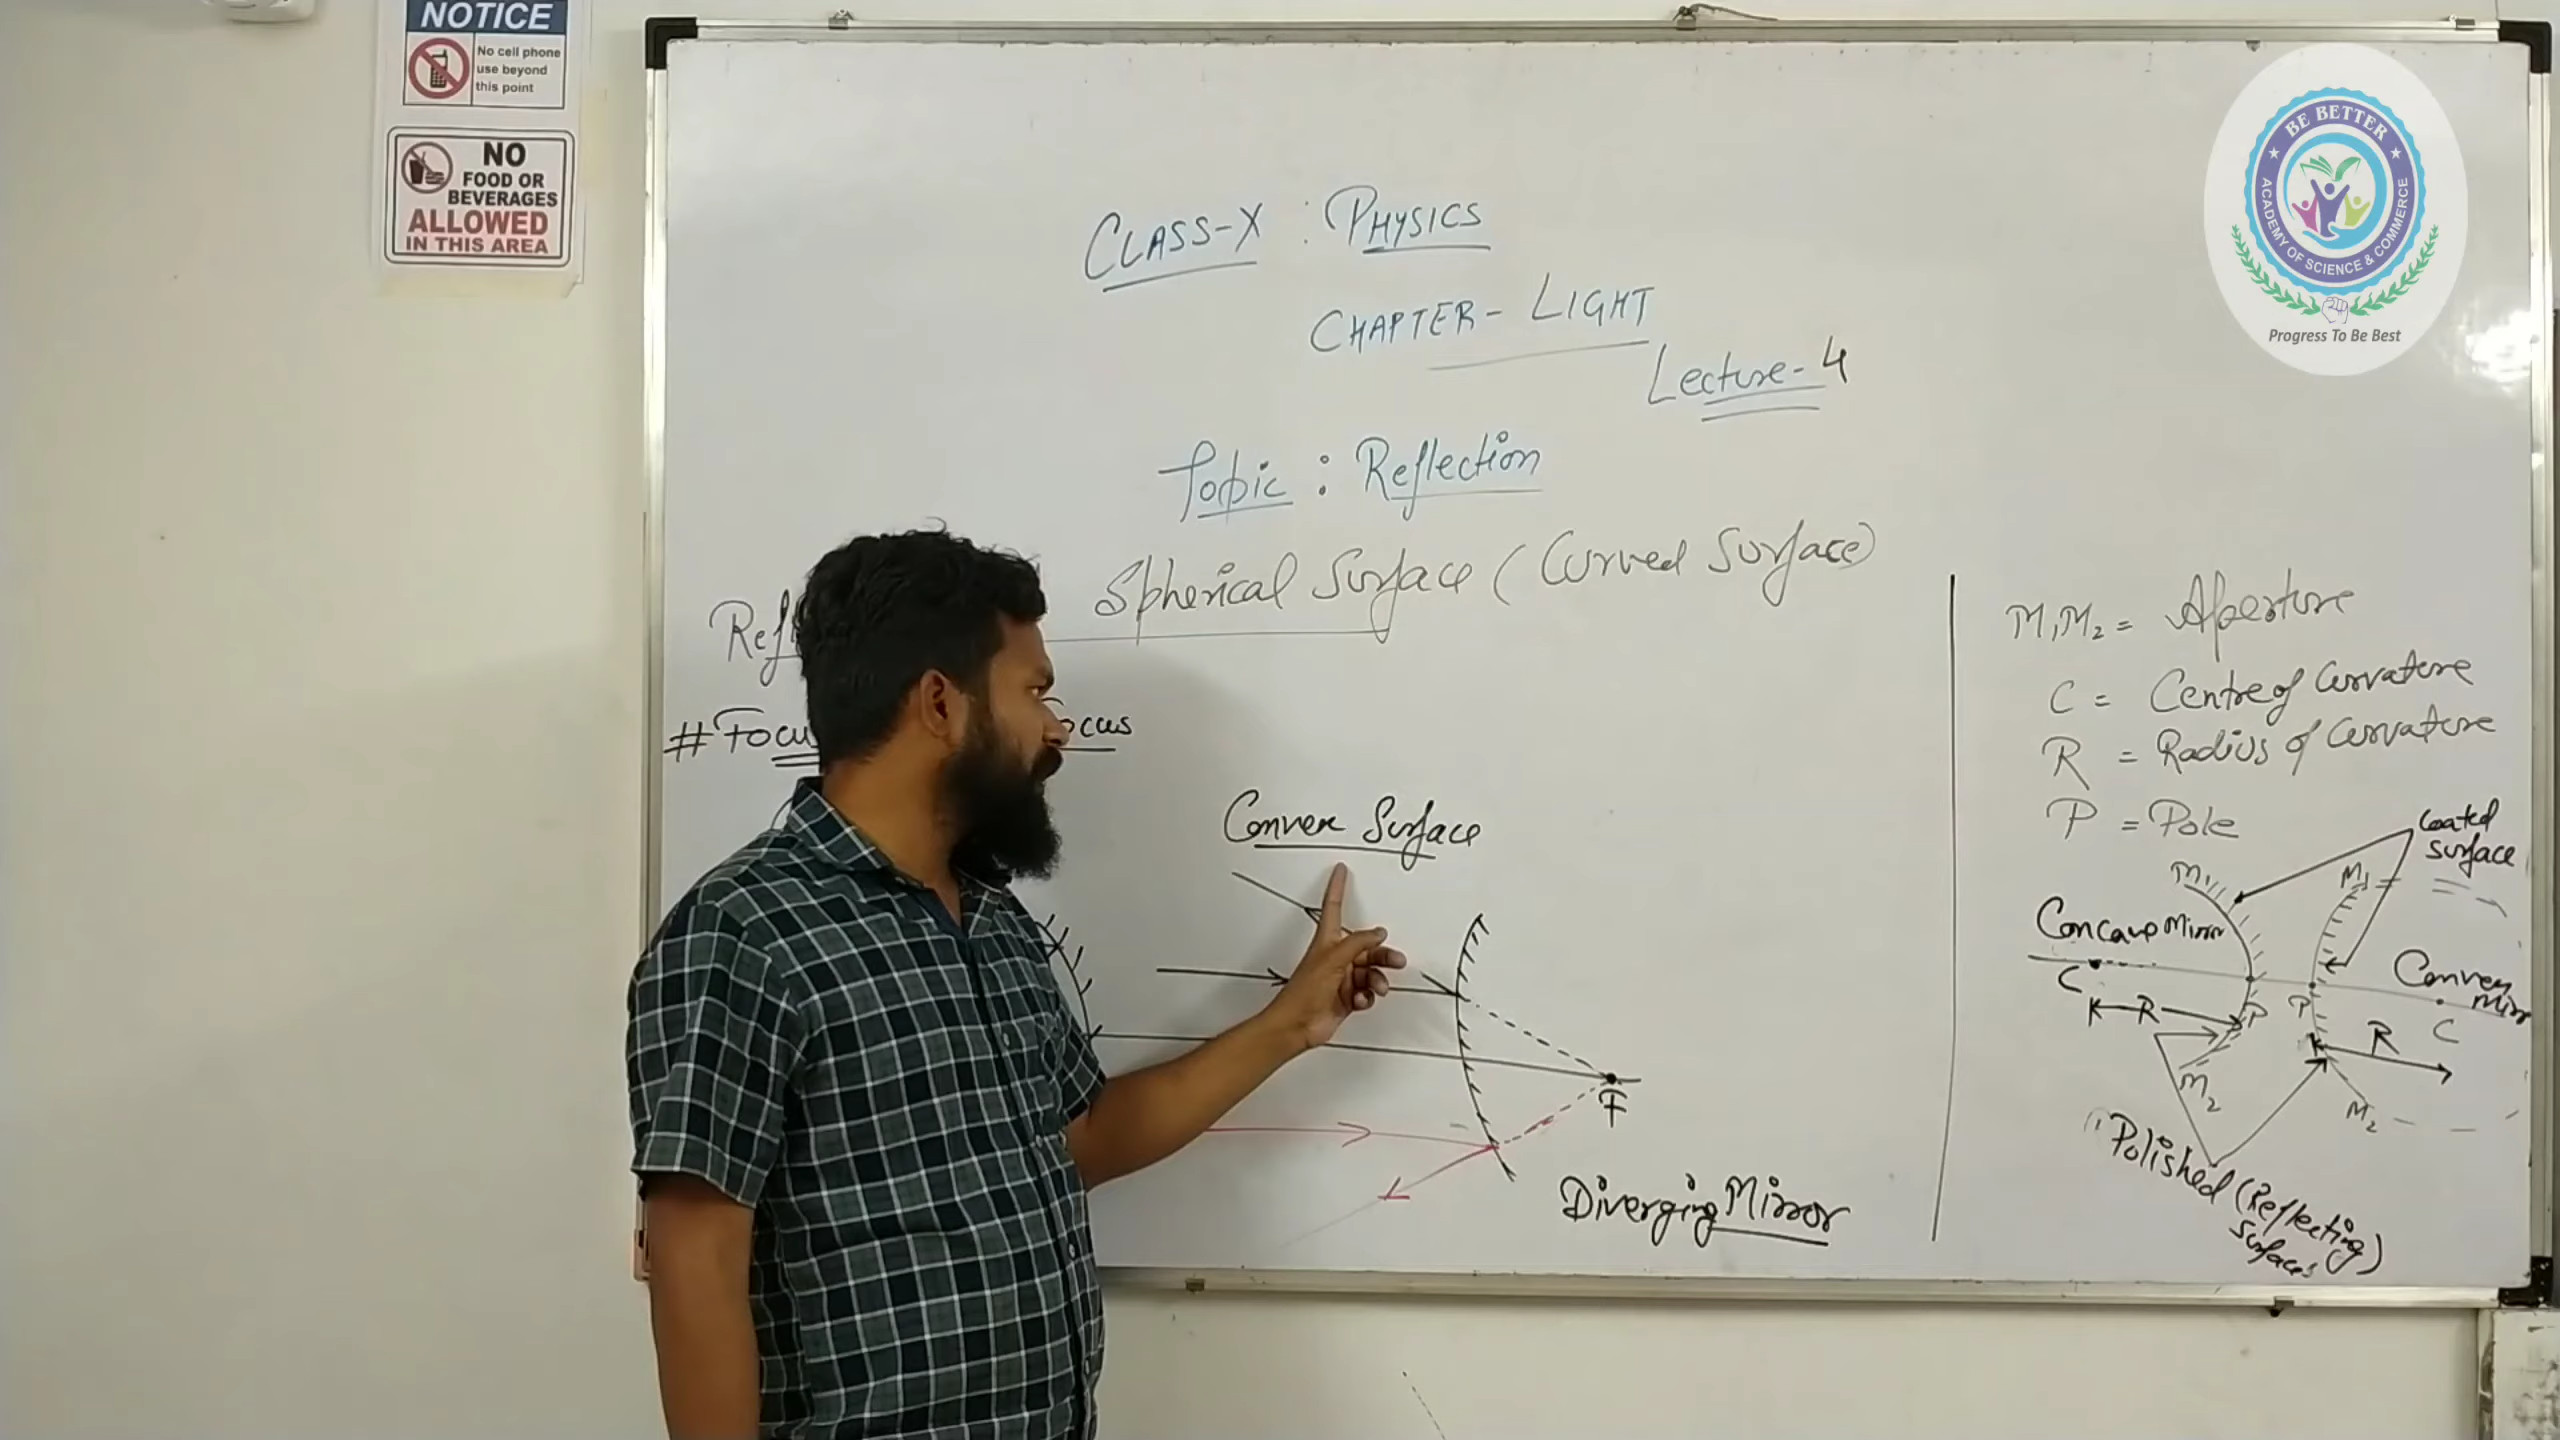 NOTICE
No cell phone
use beyond
this point
NO
FOOD OR
BEVERAGES
ALLOWED
IN THIS AREA
CLASS-X : PHYSICS
CHAPTER - LIGHT
Lecture - 4
Topic : Reflection
Spherical Surface (Curved Surface)
# Focus
Convex Surface
F
Diverging Mirror
M1M2 = Aperture
C = Centre of Curvature
R = Radius of Curvature
P = Pole
Coated
surface
M1
M1
Concave Mirror
Convex
Mirr
C
P
P
C
R
R
M2
M2
Polished (Reflecting)
Surfaces
BE BETTER
ACADEMY OF SCIENCE & COMMERCE
Progress To Be Best